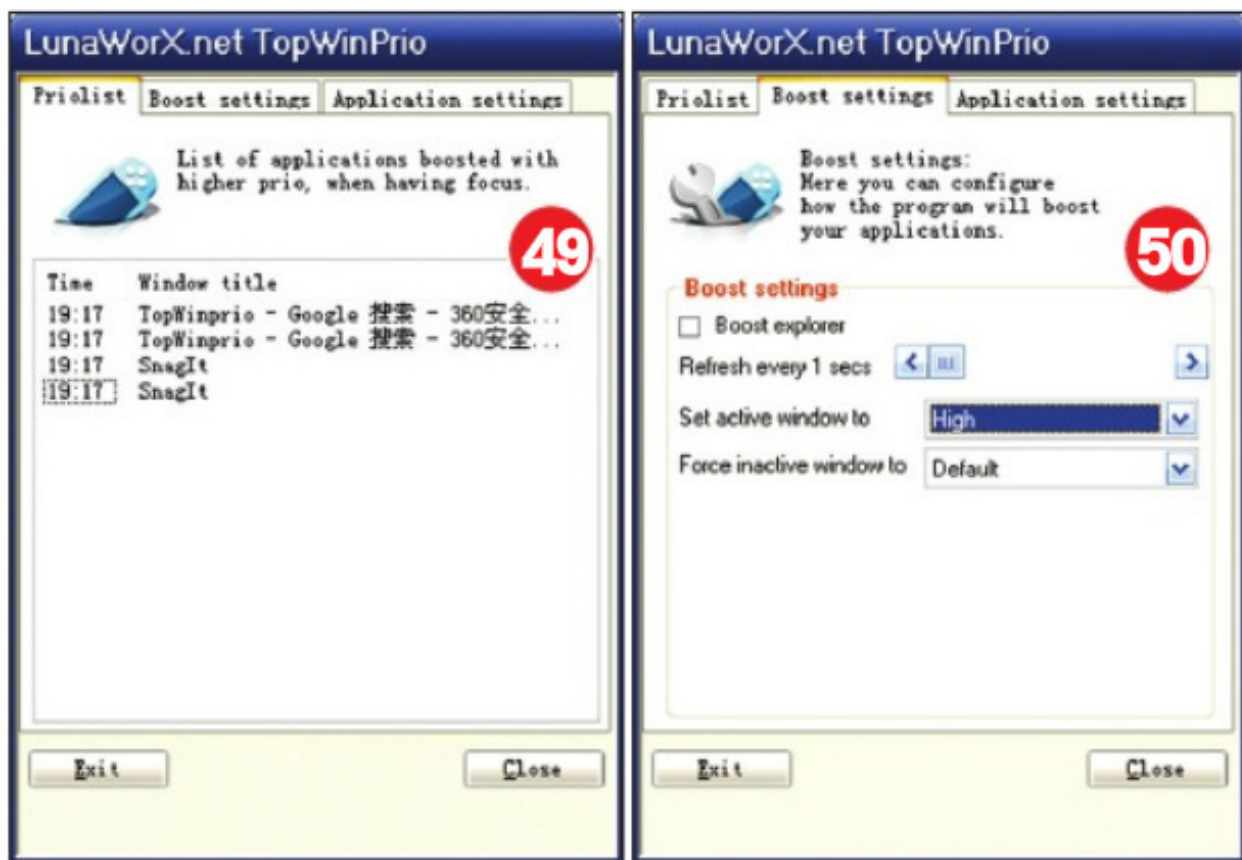 LunaWorX.net TopWinPrio
Priolist Boost settings Application settings
List of applications boosted with
higher prio, when having focus.
49
Time Window title
19:17 TopWinprio - Google 搜索 - 360安全...
19:17 TopWinprio - Google 搜索 - 360安全...
19:17 SnagIt
19:17 SnagIt
Exit Close
LunaWorX.net TopWinPrio
Priolist Boost settings Application settings
Boost settings:
Here you can configure
how the program will boost
your applications.
50
Boost settings
Boost explorer
Refresh every 1 secs
Set active window to High
Force inactive window to Default
Exit Close